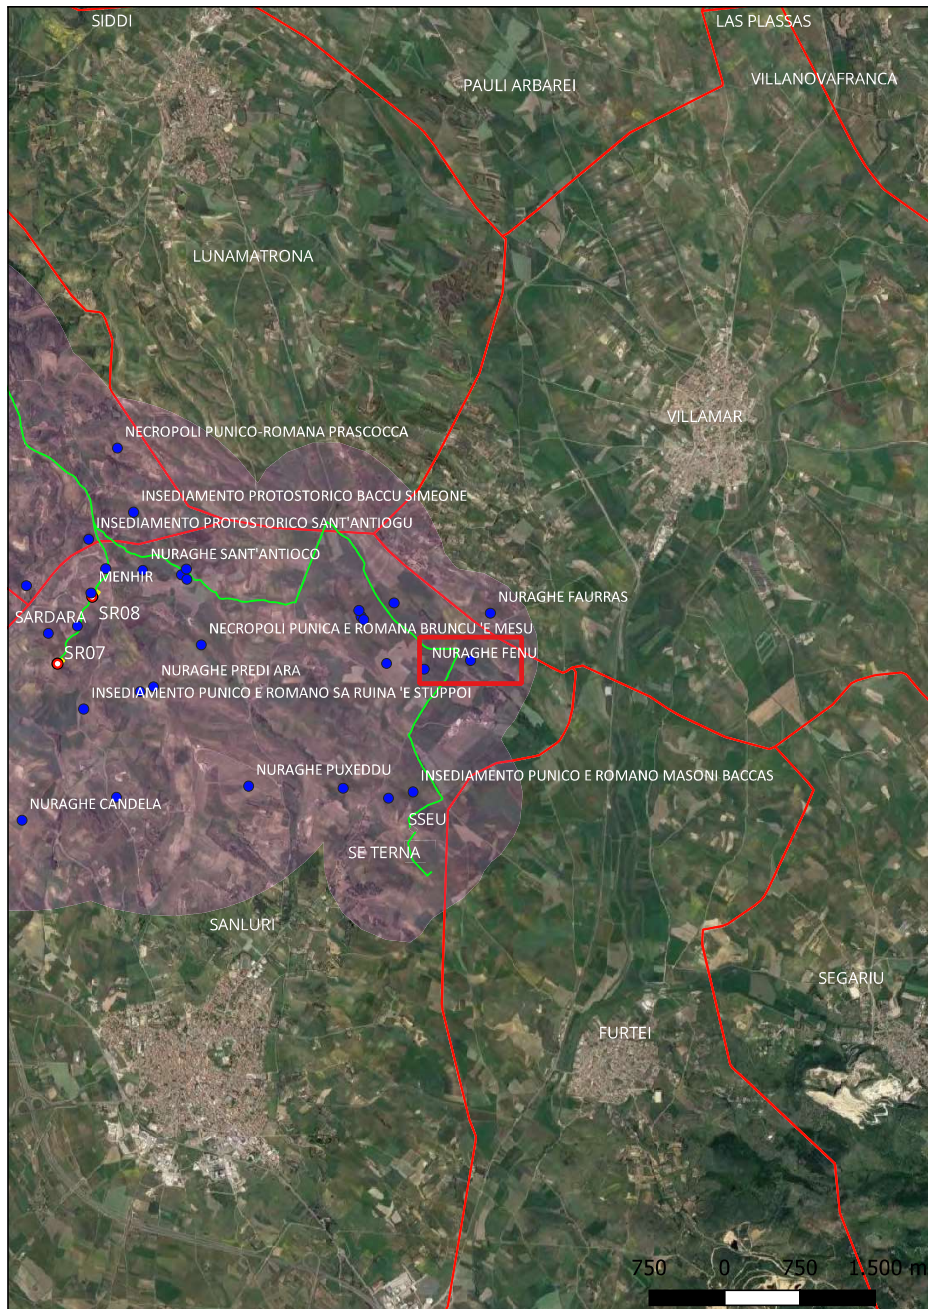 SIDDI
LAS PLASSAS
PAULI ARBAREI
VILLANOVAFRANCA
LUNAMATRONA
VILLAMAR
NECROPOLI PUNICO-ROMANA PRASCOCCA
INSEDIAMENTO PROTOSTORICO BACCU SIMEONE
INSEDIAMENTO PROTOSTORICO SANT'ANTIOGU
NURAGHE SANT'ANTIOCO
MENHIR
NURAGHE FAURRAS
SARDARA
SR08
NECROPOLI PUNICA E ROMANA BRUNCU 'E MESU
SR07
NURAGHE FENU
NURAGHE PREDI ARA
INSEDIAMENTO PUNICO E ROMANO SA RUINA 'E STUPPOI
NURAGHE PUXEDDU
INSEDIAMENTO PUNICO E ROMANO MASONI BACCAS
NURAGHE CANDELA
SSEU
SE TERNA
SANLURI
SEGARIU
FURTEI
750 0 750 1.500 m